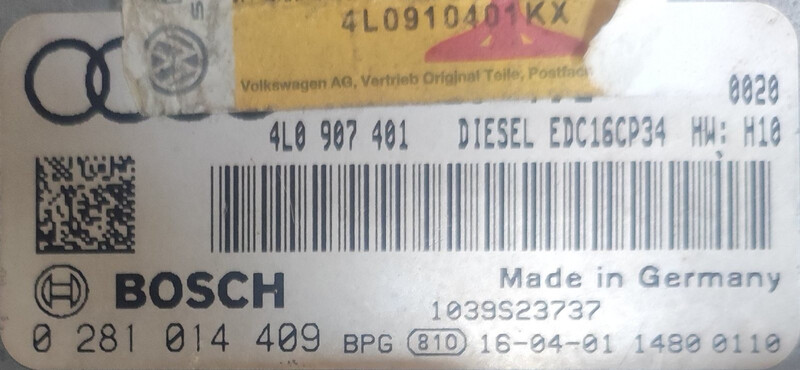 4L0910401KX
Volkswagen AG, Vertrieb Original Teile, Postfach
0020
4L0 907 401 DIESEL EDC16CP34 HW: H10
BOSCH
Made in Germany
1039S23737
0 281 014 409 BPG 810 16-04-01 1480 0110